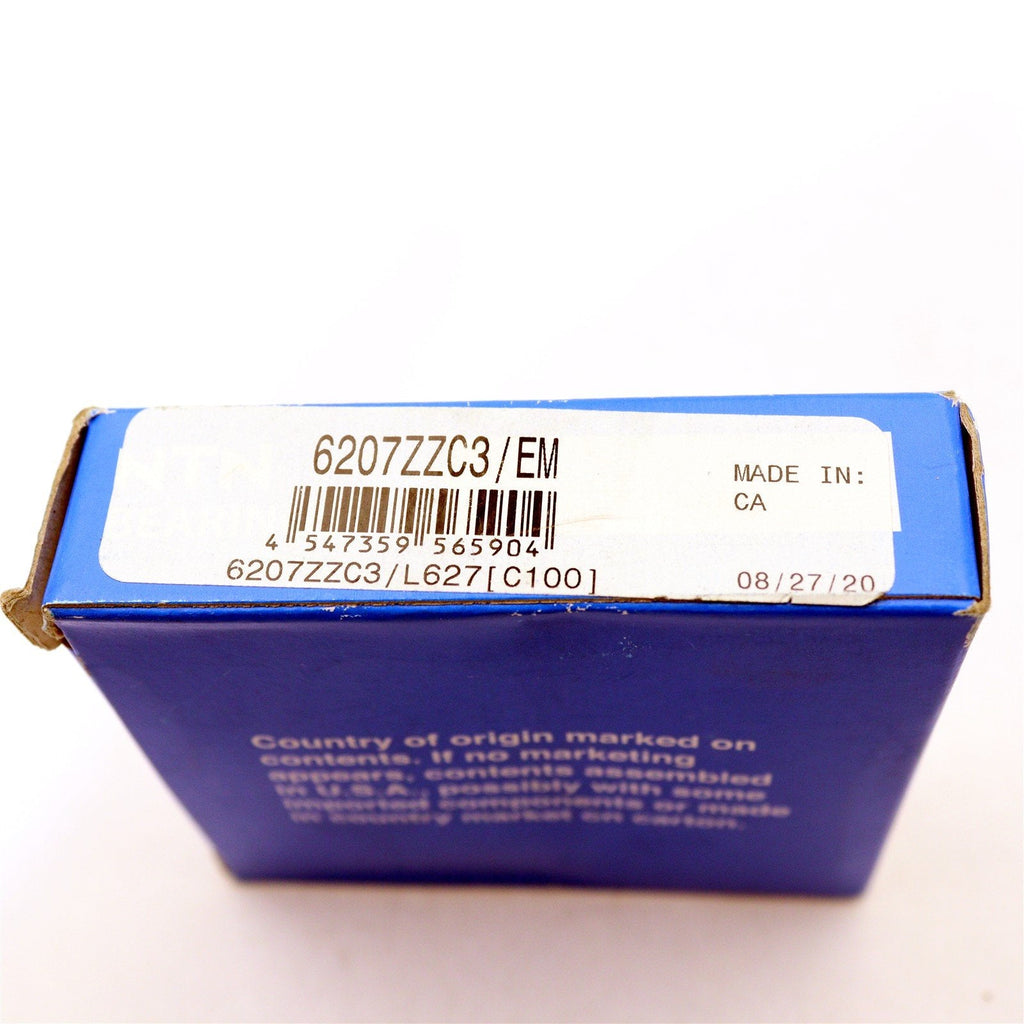 6207ZZC3/EM
MADE IN:
CA
4 547359 565904
6207ZZC3/L627[C100]
08/27/20
Country of origin marked on
contents. If no marketing
appears, contents assembled
in U.S.A., possibly with some
imported components or made
in country market on carton.